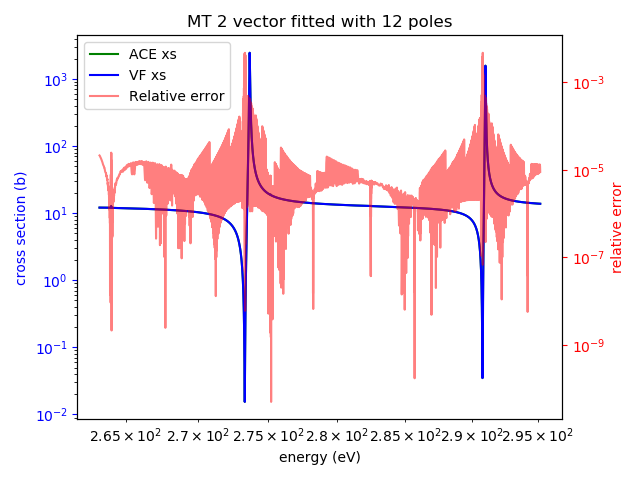 MT 2 vector fitted with 12 poles
ACE xs
VF xs
Relative error
cross section (b)
10³
10²
10¹
10⁰
10⁻¹
10⁻²
10⁻³
10⁻⁵
10⁻⁷
10⁻⁹
relative error
2.65 × 10² 2.7 × 10² 2.75 × 10² 2.8 × 10² 2.85 × 10² 2.9 × 10² 2.95 × 10²
energy (eV)